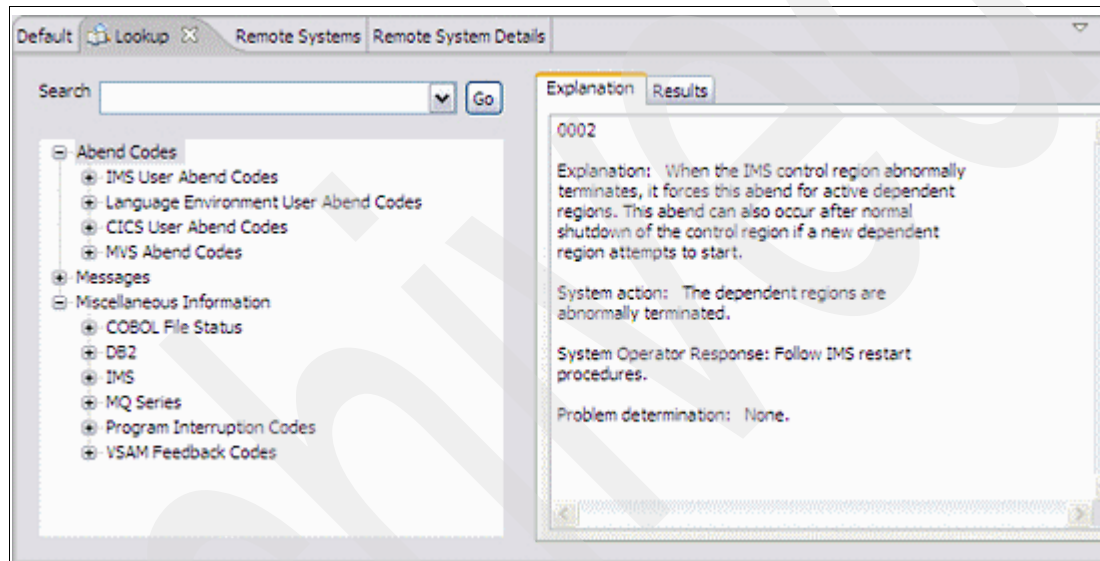 Default Lookup Remote Systems Remote System Details
Search Go
Abend Codes
IMS User Abend Codes
Language Environment User Abend Codes
CICS User Abend Codes
MVS Abend Codes
Messages
Miscellaneous Information
COBOL File Status
DB2
IMS
MQ Series
Program Interruption Codes
VSAM Feedback Codes
Explanation Results
0002
Explanation: When the IMS control region abnormally
terminates, it forces this abend for active dependent
regions. This abend can also occur after normal
shutdown of the control region if a new dependent
region attempts to start.
System action: The dependent regions are
abnormally terminated.
System Operator Response: Follow IMS restart
procedures.
Problem determination: None.